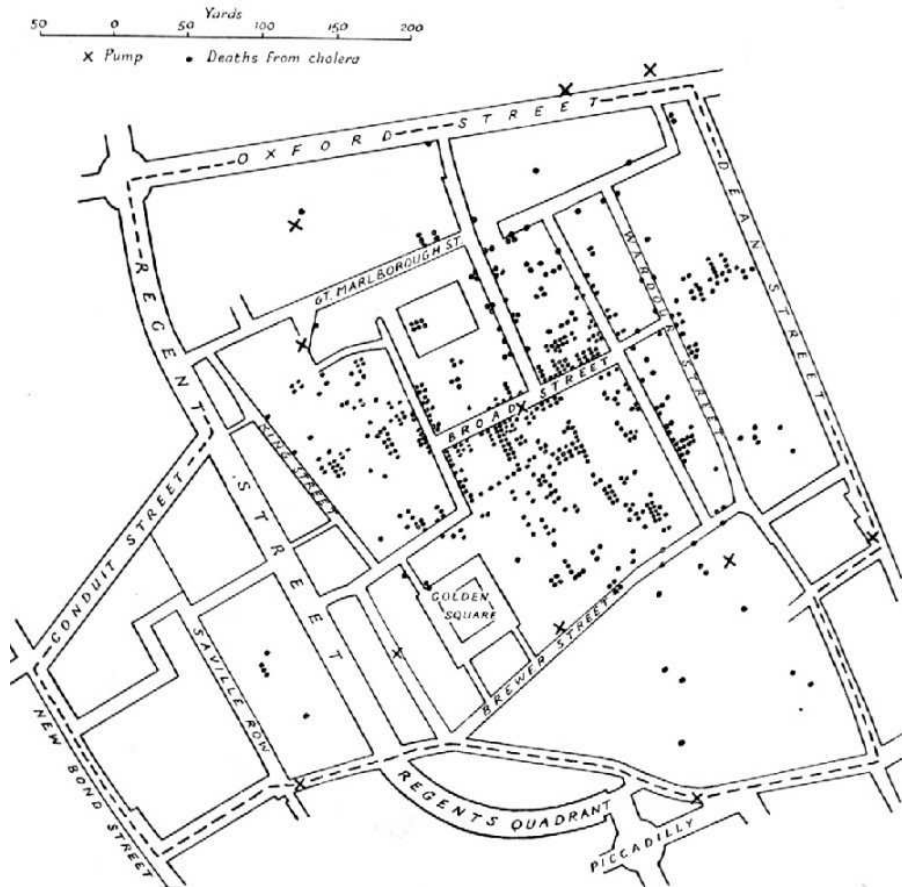 Yards
50 0 50 100 150 200
× Pump • Deaths from cholera
OXFORD STREET
DEAN STREET
WARDOUR STREET
REGENT STREET
GT. MARLBOROUGH ST.
BROAD STREET
KING STREET
CONDUIT STREET
GOLDEN
SQUARE
BREWER STREET
SAVILLE ROW
NEW BOND STREET
REGENTS QUADRANT
PICCADILLY